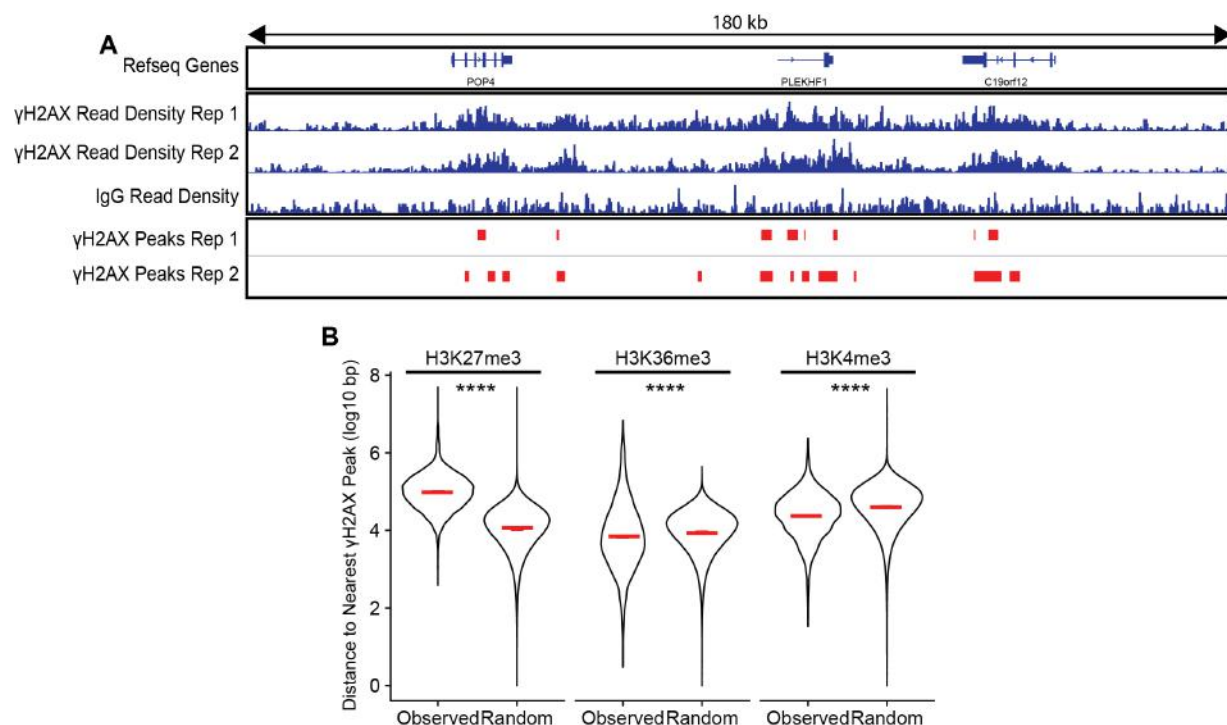 180 kb
A
Refseq Genes
POP4 PLEKHF1 C19orf12
γH2AX Read Density Rep 1
γH2AX Read Density Rep 2
IgG Read Density
γH2AX Peaks Rep 1
γH2AX Peaks Rep 2
B
H3K27me3 H3K36me3 H3K4me3
**** **** ****
Distance to Nearest γH2AX Peak (log10 bp)
8
6
4
2
0
Observed Random Observed Random Observed Random